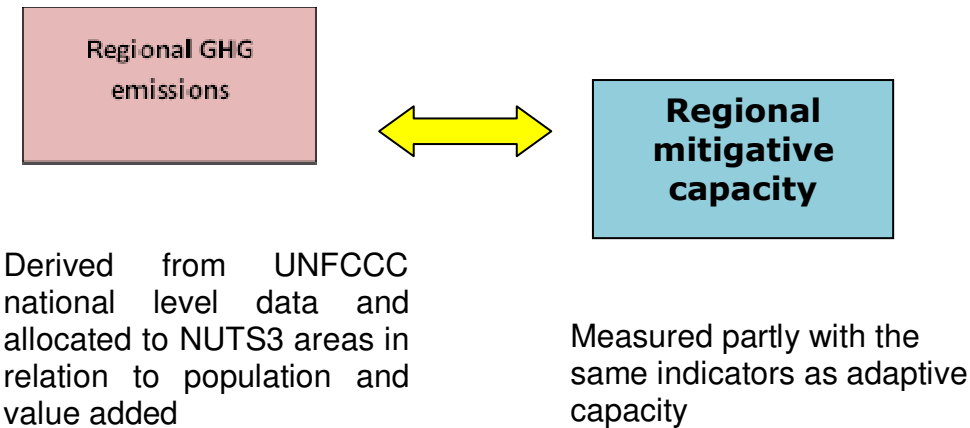 Regional GHG
emissions
Regional
mitigative
capacity
Derived from UNFCCC
national level data and
allocated to NUTS3 areas in
relation to population and
value added
Measured partly with the
same indicators as adaptive
capacity